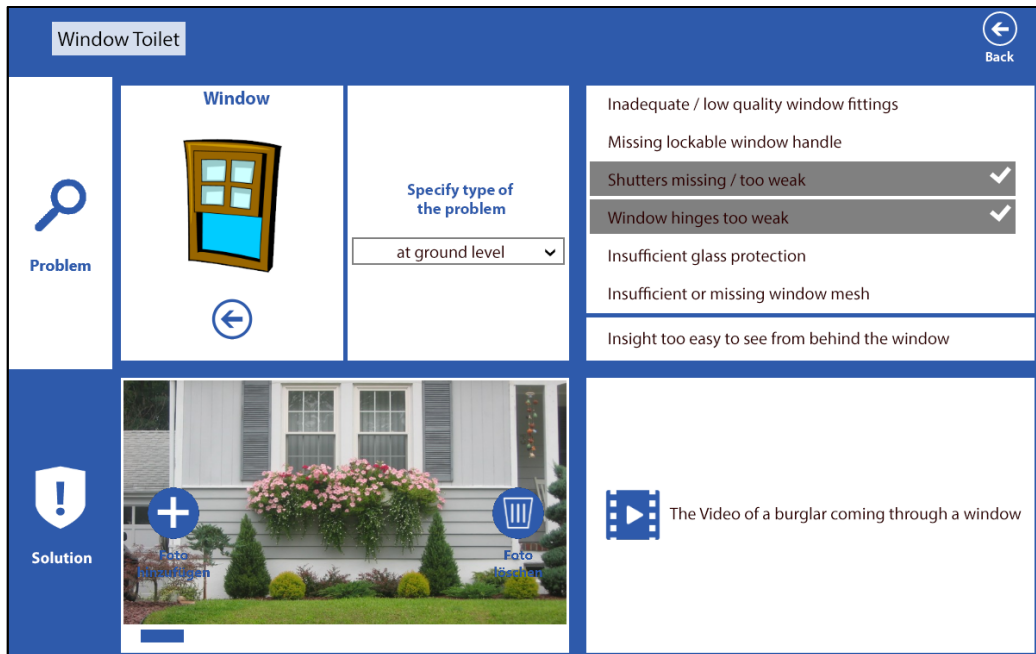 Window Toilet
Back
Problem
Window
Specify type of
the problem
at ground level
Inadequate / low quality window fittings
Missing lockable window handle
Shutters missing / too weak
Window hinges too weak
Insufficient glass protection
Insufficient or missing window mesh
Insight too easy to see from behind the window
Solution
Foto
hinzufügen
Foto
löschen
The Video of a burglar coming through a window